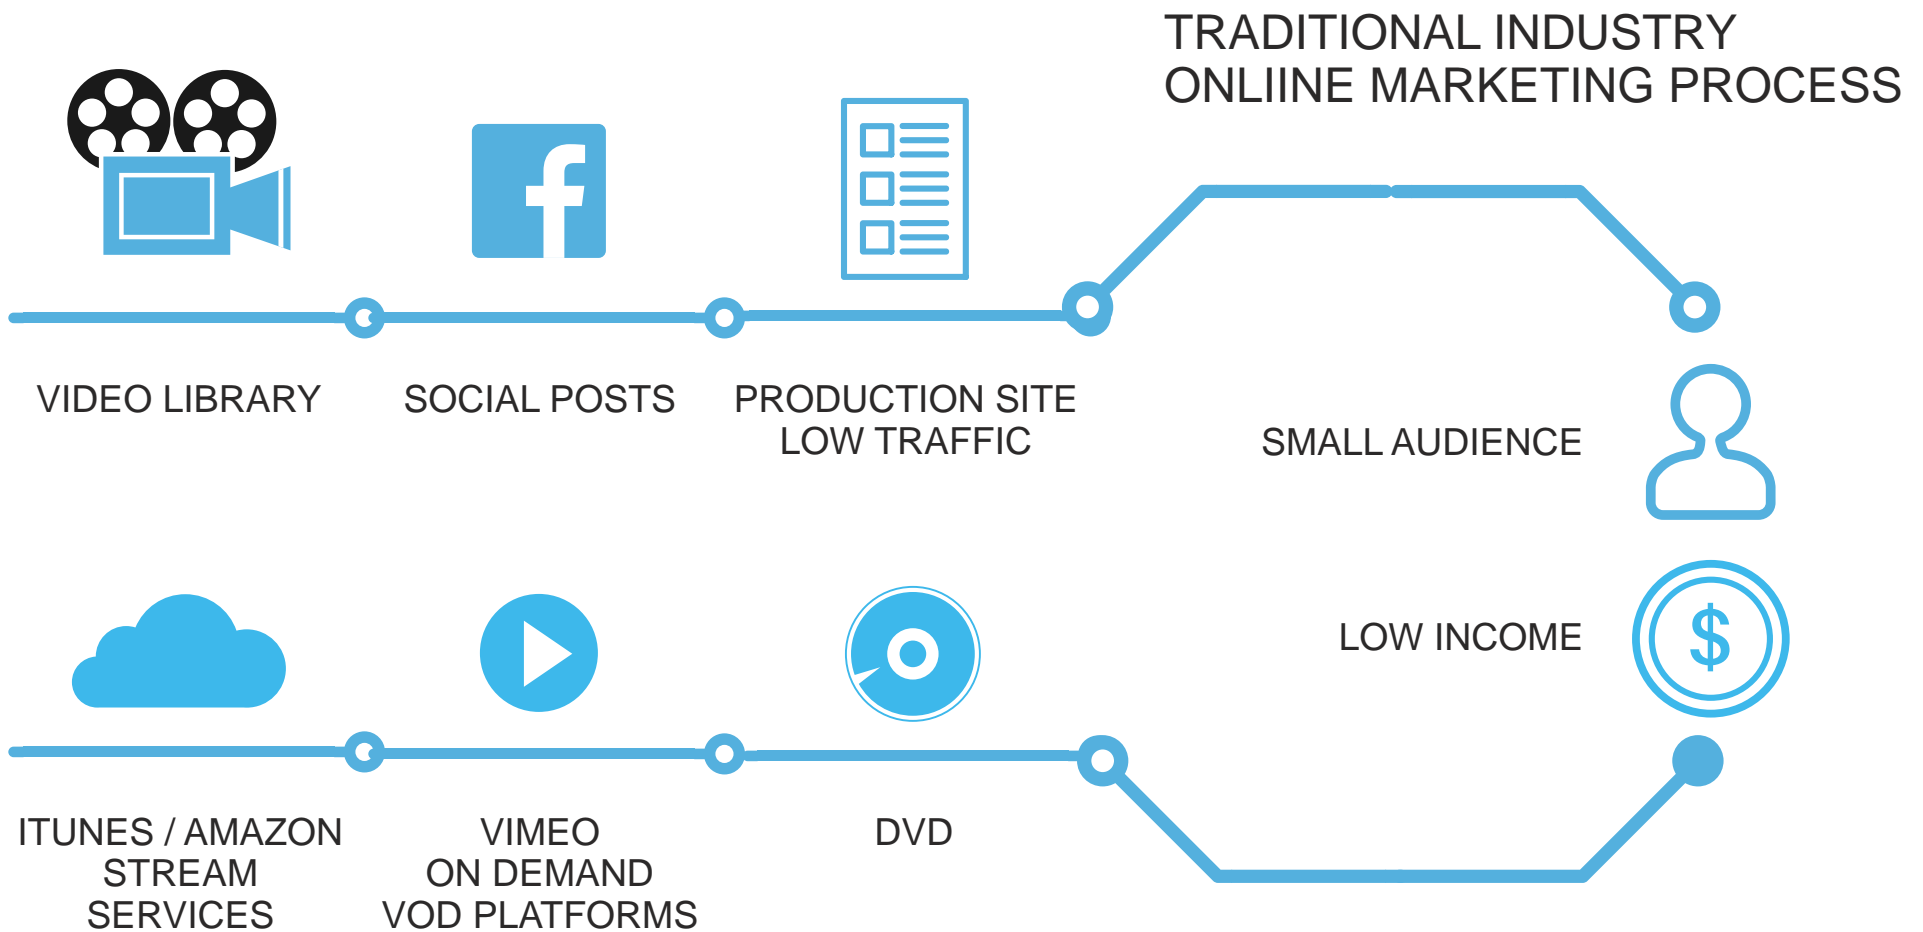 TRADITIONAL INDUSTRY
ONLIINE MARKETING PROCESS
VIDEO LIBRARY
SOCIAL POSTS
PRODUCTION SITE
LOW TRAFFIC
SMALL AUDIENCE
LOW INCOME
$
ITUNES / AMAZON
STREAM
SERVICES
VIMEO
ON DEMAND
VOD PLATFORMS
DVD